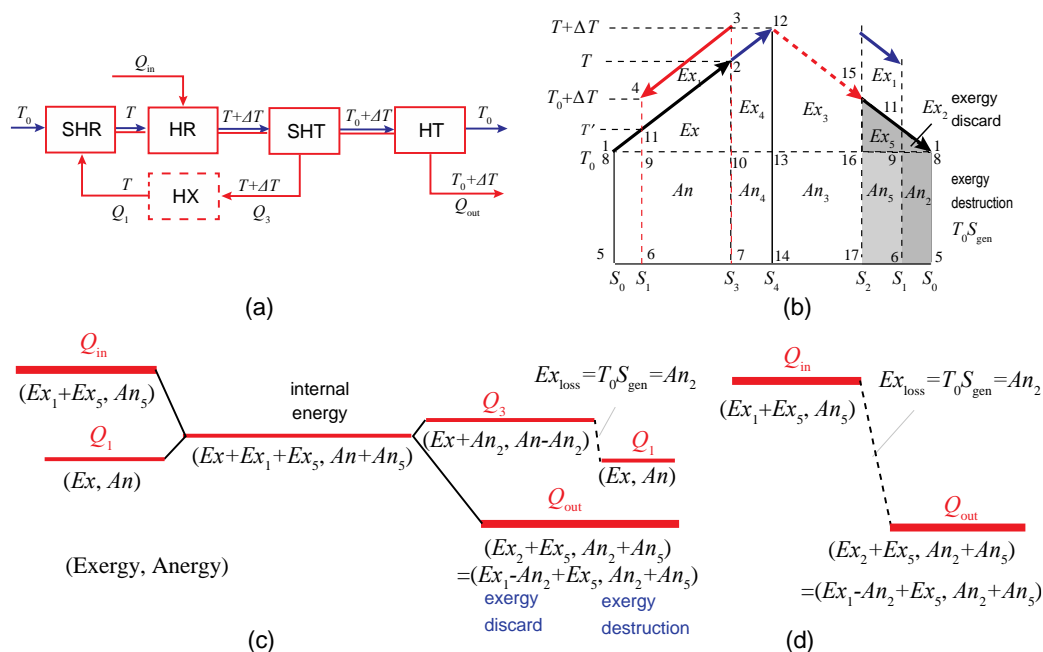 Q_in
T_0
T
T+ΔT
T_0+ΔT
T_0
SHR
HR
SHT
HT
T
HX
T+ΔT
T_0+ΔT
Q_1
Q_3
Q_out
(a)
T+ΔT
3
12
T
2
Ex_1
15
Ex_1
4
T_0+ΔT
Ex_4
Ex_3
11
Ex_2
exergy
discard
T′
11
Ex
Ex_5
1
1
T_0
8
9
10
13
16
9
8
An
An_4
An_3
An_5
An_2
exergy
destruction
T_0S_gen
5
6
7
14
17
6
5
S_0
S_1
S_3
S_4
S_2
S_1
S_0
(b)
Q_in
(Ex_1+Ex_5, An_5)
Q_1
(Ex, An)
internal
energy
(Ex+Ex_1+Ex_5, An+An_5)
Ex_loss=T_0S_gen=An_2
Q_3
(Ex+An_2, An-An_2)
Q_1
(Ex, An)
Q_out
(Ex_2+Ex_5, An_2+An_5)
=(Ex_1-An_2+Ex_5, An_2+An_5)
exergy
discard
exergy
destruction
(Exergy, Anergy)
(c)
Q_in
(Ex_1+Ex_5, An_5)
Ex_loss=T_0S_gen=An_2
Q_out
(Ex_2+Ex_5, An_2+An_5)
=(Ex_1-An_2+Ex_5, An_2+An_5)
(d)